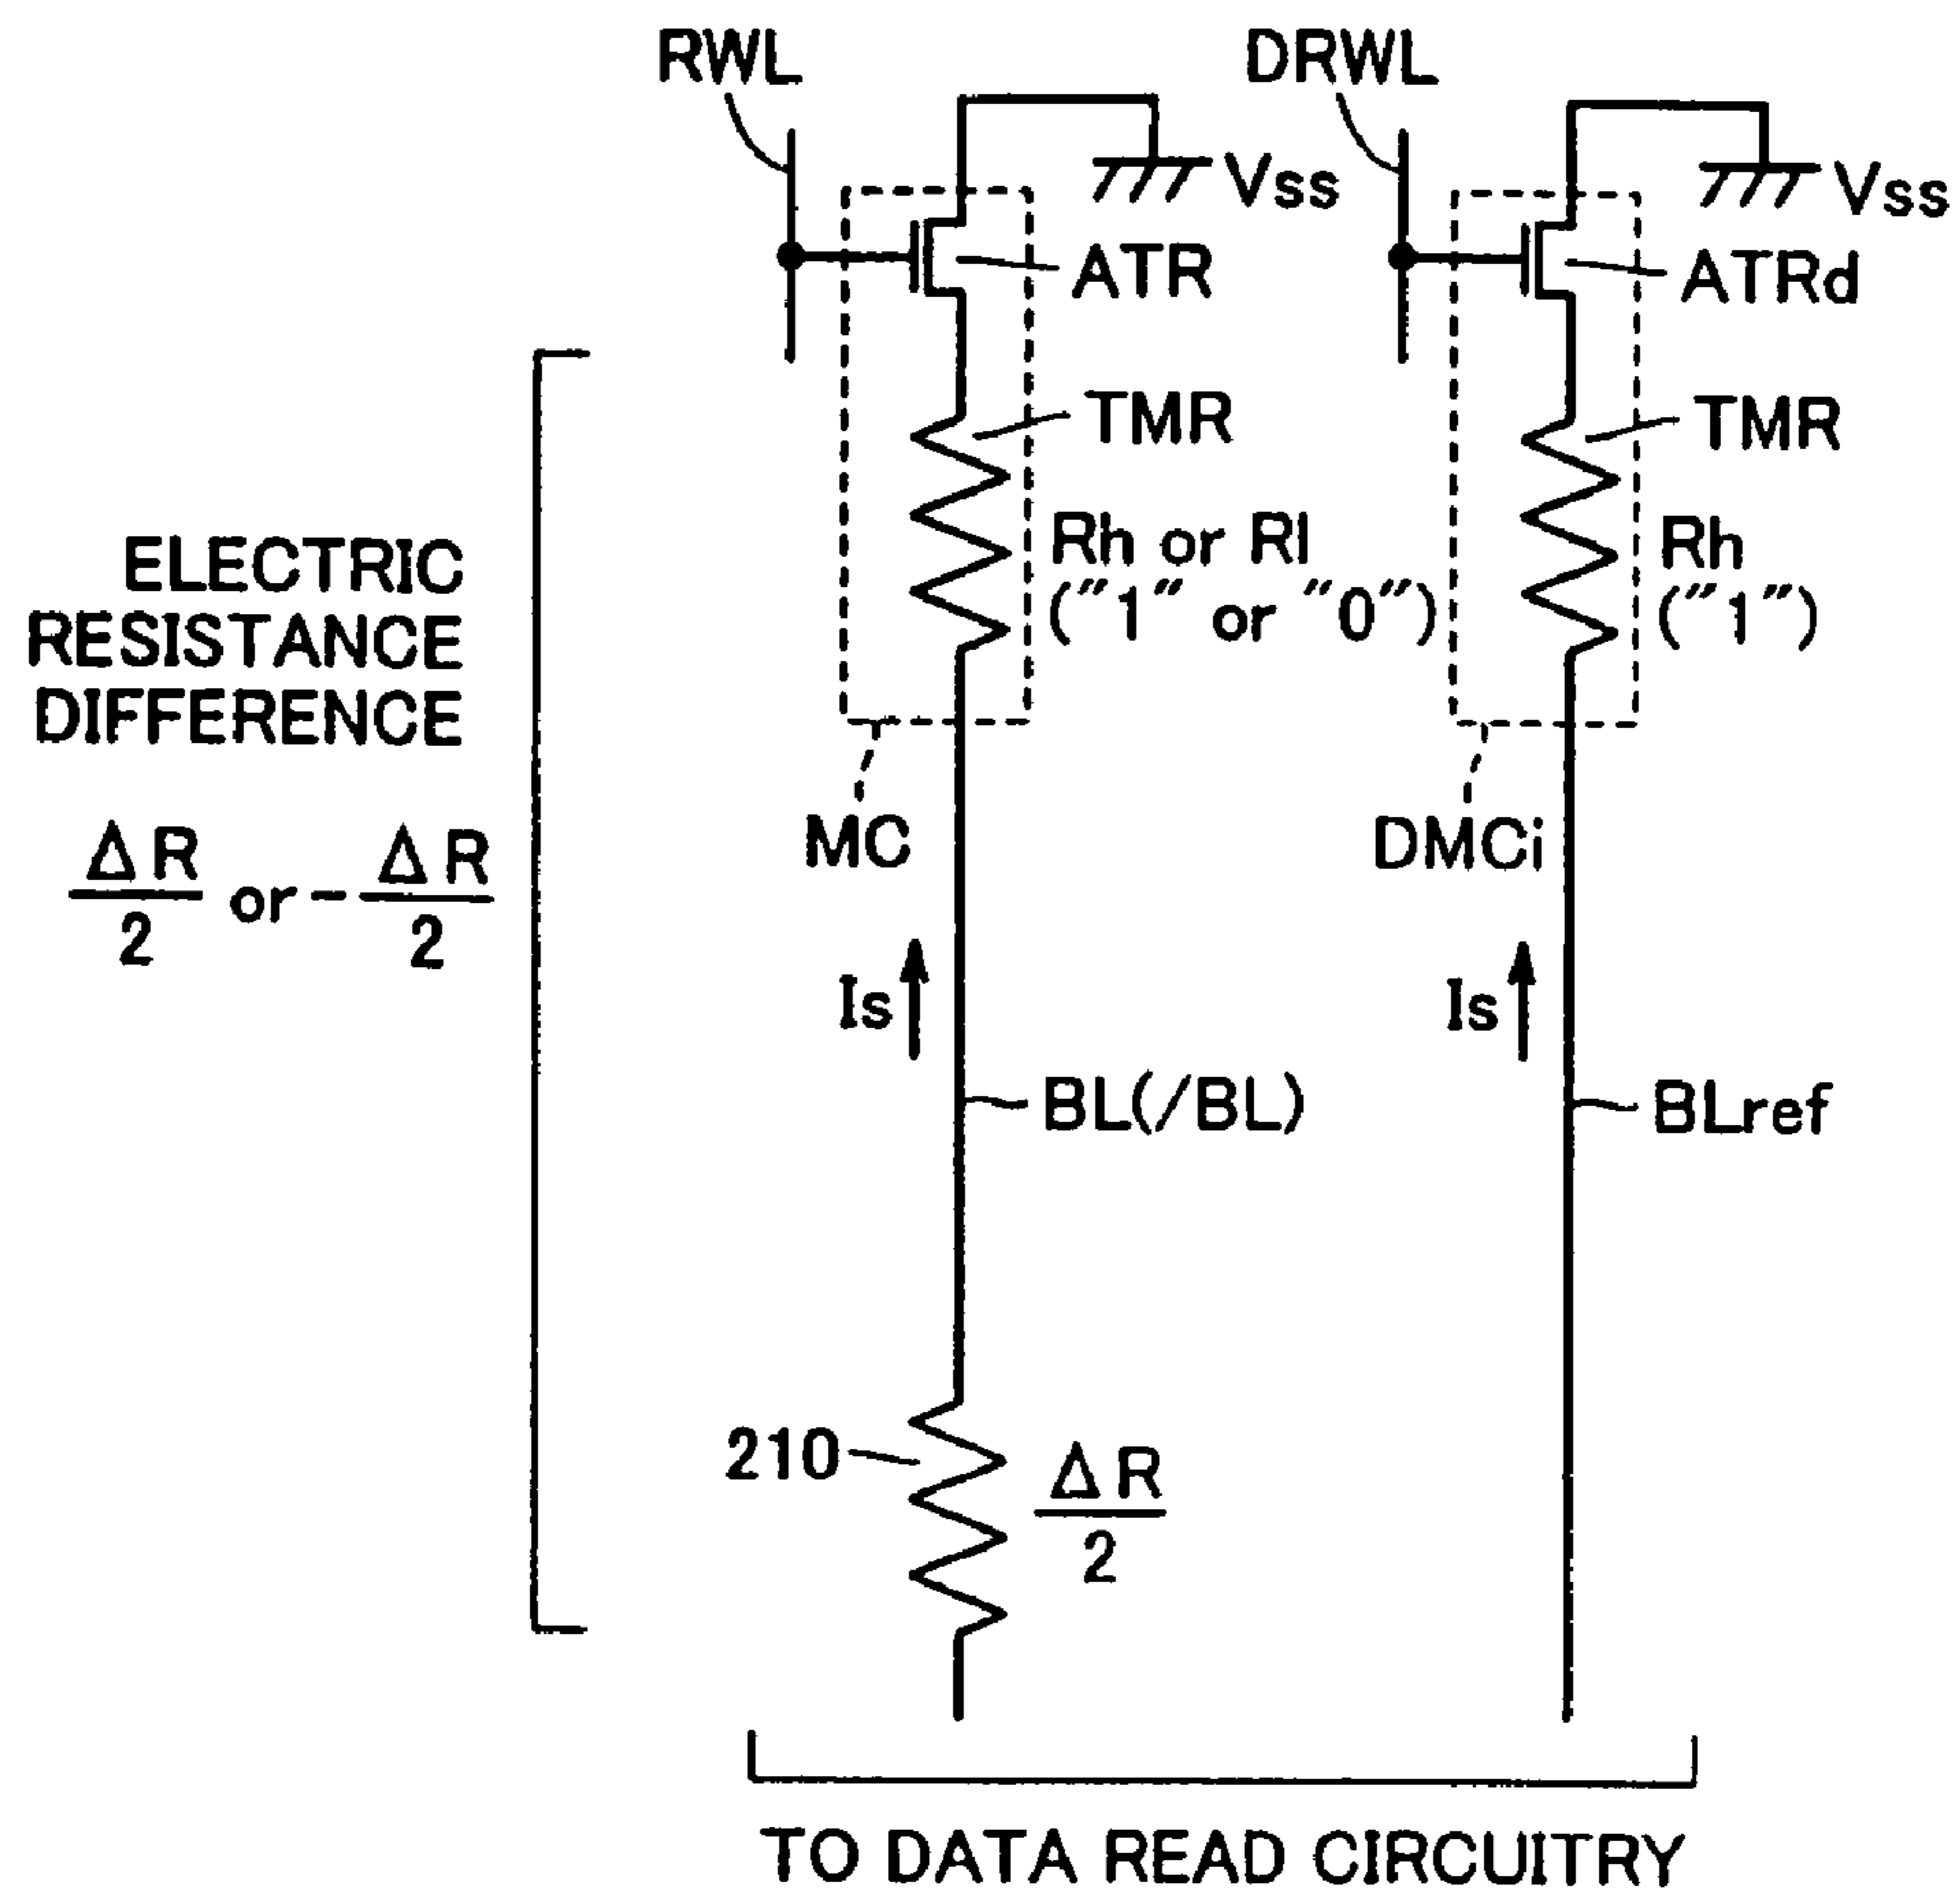 RWL
DRWL
Vss
Vss
ATR
ATRd
TMR
TMR
Rh or Rl
("1" or "0")
Rh
("1")
ELECTRIC
RESISTANCE
DIFFERENCE
ΔR/2 or -ΔR/2
MC
DMCi
Is
Is
BL(/BL)
BLref
210
ΔR/2
TO DATA READ CIRCUITRY